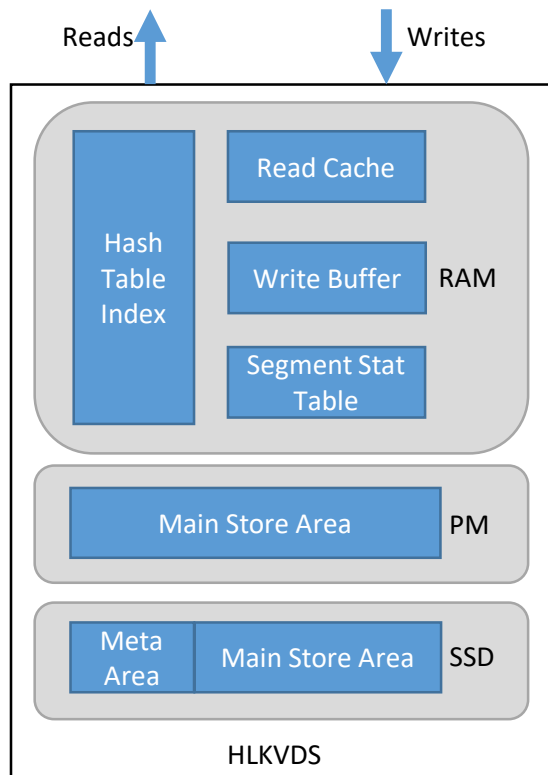 Reads
Writes
Hash
Table
Index
Read Cache
Write Buffer
Segment Stat
Table
RAM
Main Store Area
PM
Meta
Area
Main Store Area
SSD
HLKVDS